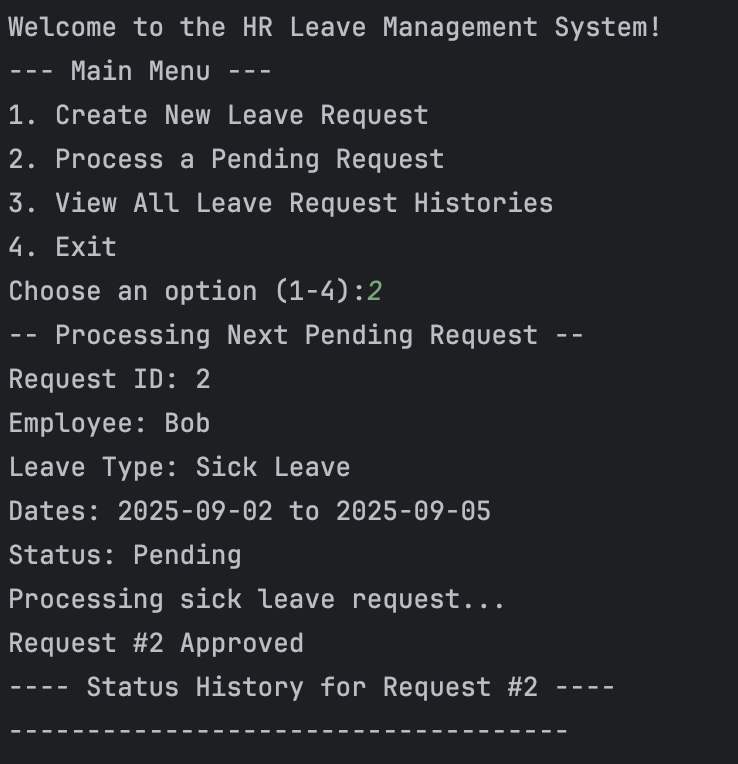 Welcome to the HR Leave Management System!
--- Main Menu ---
1. Create New Leave Request
2. Process a Pending Request
3. View All Leave Request Histories
4. Exit
Choose an option (1-4):2
-- Processing Next Pending Request --
Request ID: 2
Employee: Bob
Leave Type: Sick Leave
Dates: 2025-09-02 to 2025-09-05
Status: Pending
Processing sick leave request...
Request #2 Approved
---- Status History for Request #2 ----
------------------------------------